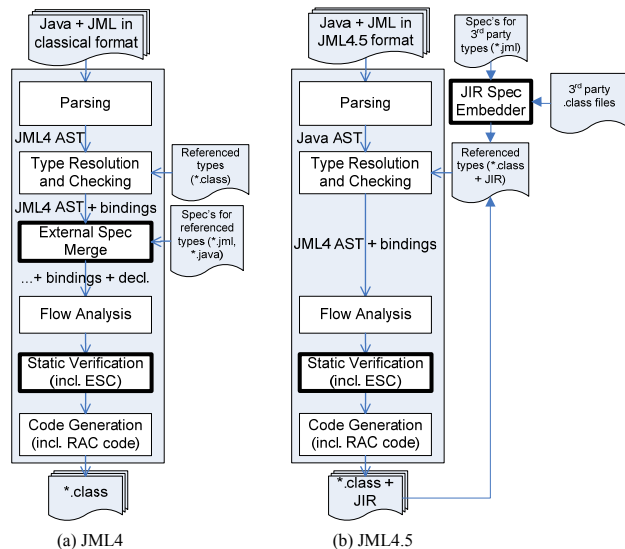 Java + JML in
classical format
Parsing
JML4 AST
Type Resolution
and Checking
Referenced
types
(*.class)
JML4 AST + bindings
External Spec
Merge
Spec's for
referenced
types (*.jml,
*.java)
...+ bindings + decl.
Flow Analysis
Static Verification
(incl. ESC)
Code Generation
(incl. RAC code)
*.class
(a) JML4
Java + JML in
JML4.5 format
Parsing
Java AST
Type Resolution
and Checking
JML4 AST + bindings
Flow Analysis
Static Verification
(incl. ESC)
Code Generation
(incl. RAC code)
*.class +
JIR
Spec's for
3rd party
types (*.jml)
JIR Spec
Embedder
3rd party
.class files
Referenced
types (*.class
+ JIR)
(b) JML4.5